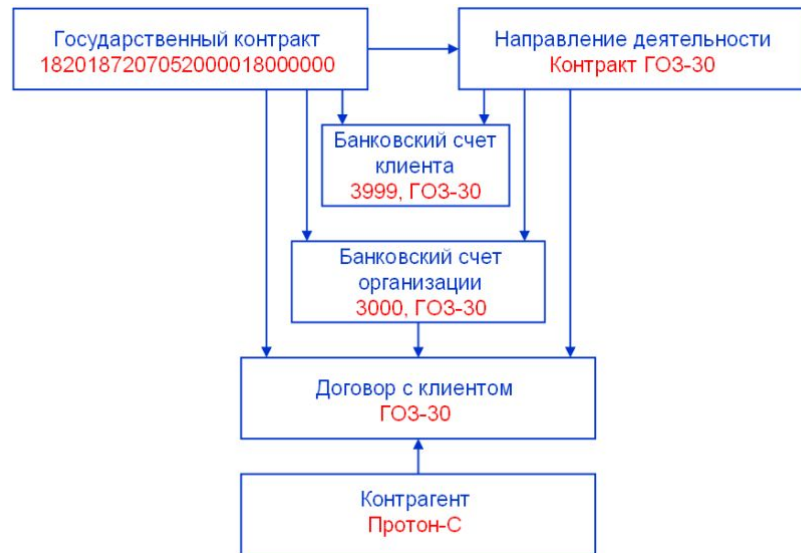 Государственный контракт
1820187207052000018000000
Направление деятельности
Контракт ГОЗ-30
Банковский счет
клиента
3999, ГОЗ-30
Банковский счет
организации
3000, ГОЗ-30
Договор с клиентом
ГОЗ-30
Контрагент
Протон-С